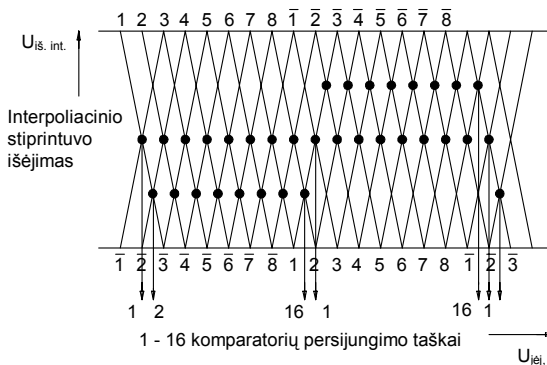 1 2 3 4 5 6 7 8 1̅ 2̅ 3̅ 4̅ 5̅ 6̅ 7̅ 8̅
Uiš. int.
Interpoliacinio
stiprintuvo
išėjimas
1̅ 2̅ 3̅ 4̅ 5̅ 6̅ 7̅ 8̅ 1 2 3 4 5 6 7 8 1̅ 2̅ 3̅
1 2 16 1 16 1
1 - 16 komparatorių persijungimo taškai
Uįėj.